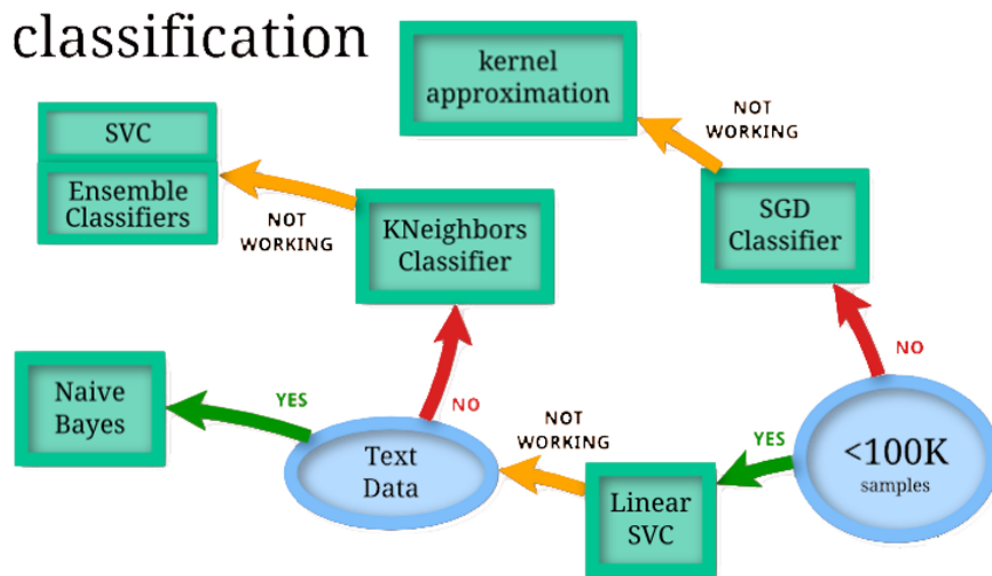 classification
kernel
approximation
NOT
WORKING
SVC
Ensemble
Classifiers
NOT
WORKING
KNeighbors
Classifier
SGD
Classifier
NO
NO
Naive
Bayes
YES
Text
Data
NOT
WORKING
YES
<100K
samples
Linear
SVC